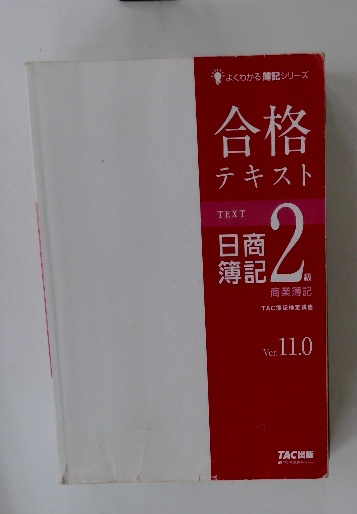 よくわかる簿記シリーズ
合格
テキスト
TEXT
日商
簿記
2級
商業簿記
TAC簿記検定講座
Ver.11.0
TAC出版